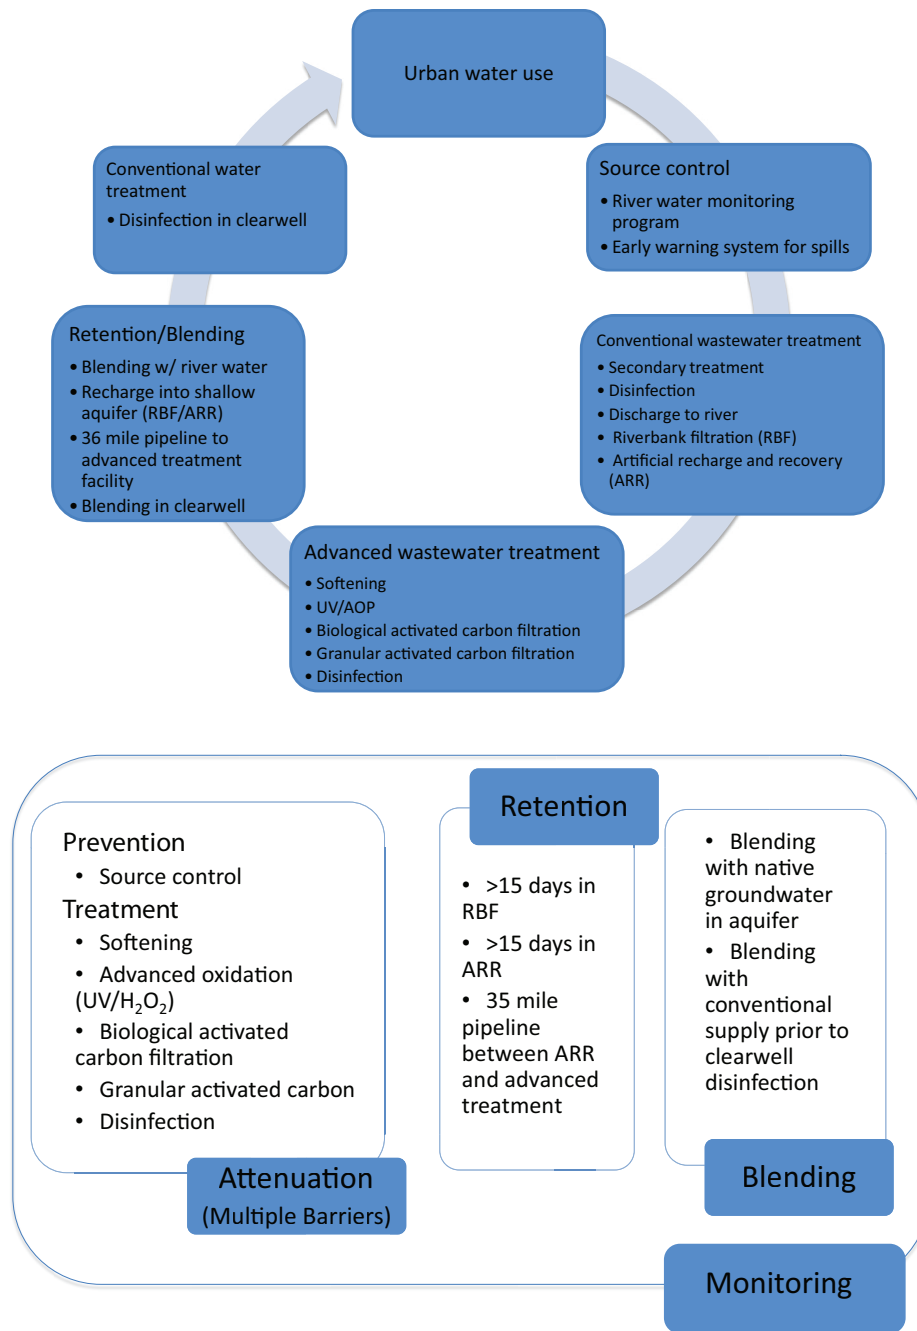 Urban water use
Source control
• River water monitoring
program
• Early warning system for spills
Conventional wastewater treatment
• Secondary treatment
• Disinfection
• Discharge to river
• Riverbank filtration (RBF)
• Artificial recharge and recovery
(ARR)
Advanced wastewater treatment
• Softening
• UV/AOP
• Biological activated carbon filtration
• Granular activated carbon filtration
• Disinfection
Retention/Blending
• Blending w/ river water
• Recharge into shallow
aquifer (RBF/ARR)
• 36 mile pipeline to
advanced treatment
facility
• Blending in clearwell
Conventional water
treatment
• Disinfection in clearwell
Prevention
• Source control
Treatment
• Softening
• Advanced oxidation
(UV/H₂O₂)
• Biological activated
carbon filtration
• Granular activated carbon
• Disinfection
Attenuation
(Multiple Barriers)
Retention
• >15 days in
RBF
• >15 days in
ARR
• 35 mile
pipeline
between ARR
and advanced
treatment
• Blending
with native
groundwater
in aquifer
• Blending
with
conventional
supply prior to
clearwell
disinfection
Blending
Monitoring